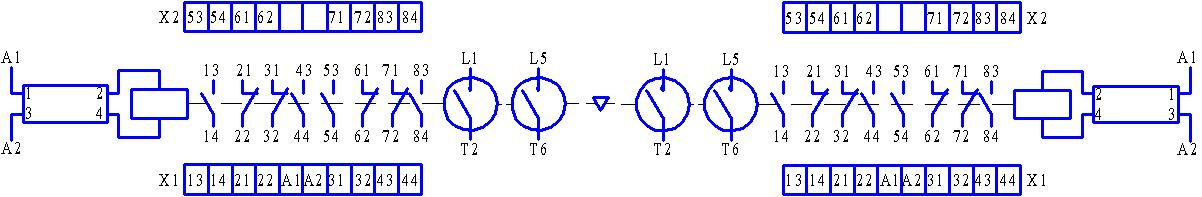 X2 53 54 61 62 71 72 83 84 53 54 61 62 71 72 83 84 X2
A1 L1 L5 L1 L5 A1
13 21 31 43 53 61 71 83 13 21 31 43 53 61 71 83
1 2 2 1
3 4 4 3
14 22 32 44 54 62 72 84 14 22 32 44 54 62 72 84
A2 T2 T6 T2 T6 A2
X1 13 14 21 22 A1 A2 31 32 43 44 13 14 21 22 A1 A2 31 32 43 44 X1